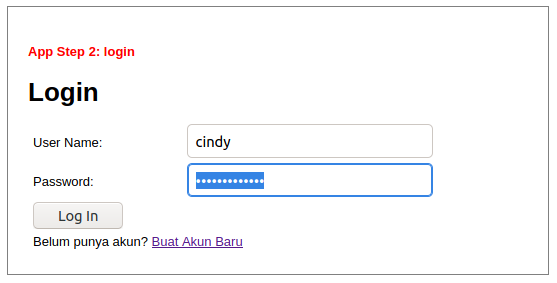 App Step 2: login
Login
User Name: cindy
Password: •••••••••••••
Log In
Belum punya akun? Buat Akun Baru